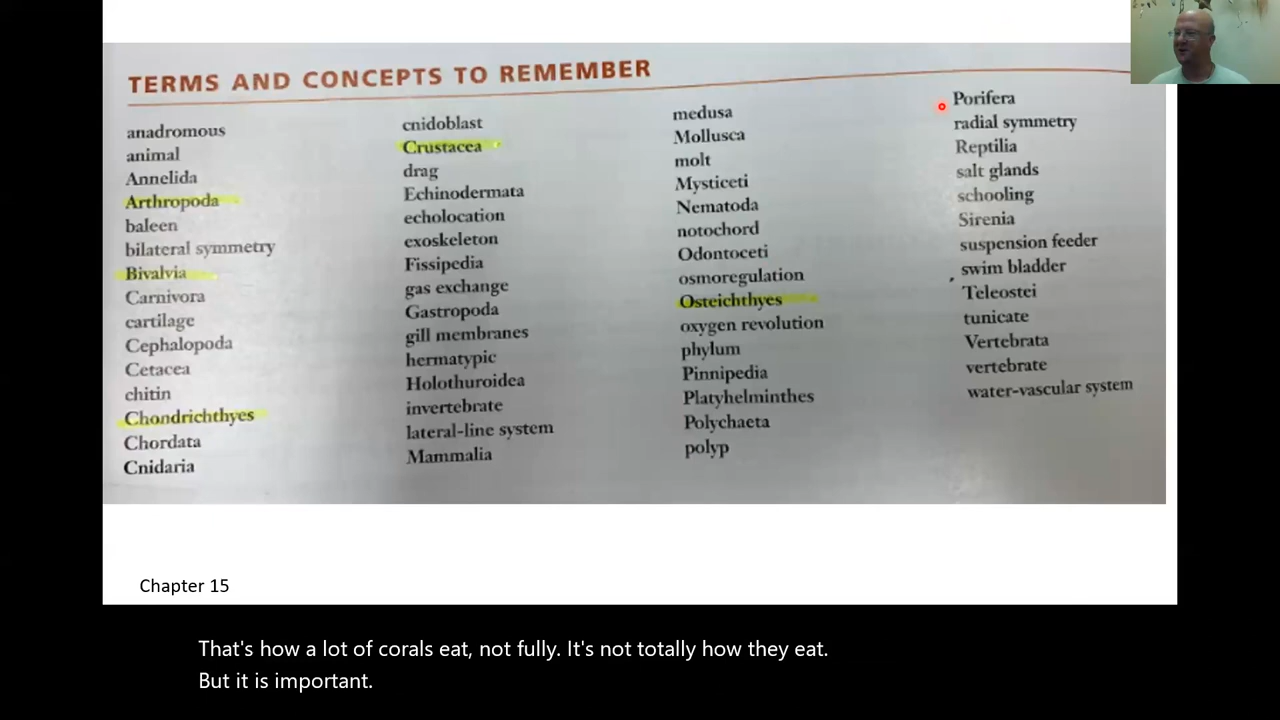 TERMS AND CONCEPTS TO REMEMBER
anadromous
animal
Annelida
Arthropoda
baleen
bilateral symmetry
Bivalvia
Carnivora
cartilage
Cephalopoda
Cetacea
chitin
Chondrichthyes
Chordata
Cnidaria
cnidoblast
Crustacea
drag
Echinodermata
echolocation
exoskeleton
Fissipedia
gas exchange
Gastropoda
gill membranes
hermatypic
Holothuroidea
invertebrate
lateral-line system
Mammalia
medusa
Mollusca
molt
Mysticeti
Nematoda
notochord
Odontoceti
osmoregulation
Osteichthyes
oxygen revolution
phylum
Pinnipedia
Platyhelminthes
Polychaeta
polyp
Porifera
radial symmetry
Reptilia
salt glands
schooling
Sirenia
suspension feeder
swim bladder
Teleostei
tunicate
Vertebrata
vertebrate
water-vascular system
Chapter 15
That's how a lot of corals eat, not fully. It's not totally how they eat.
But it is important.